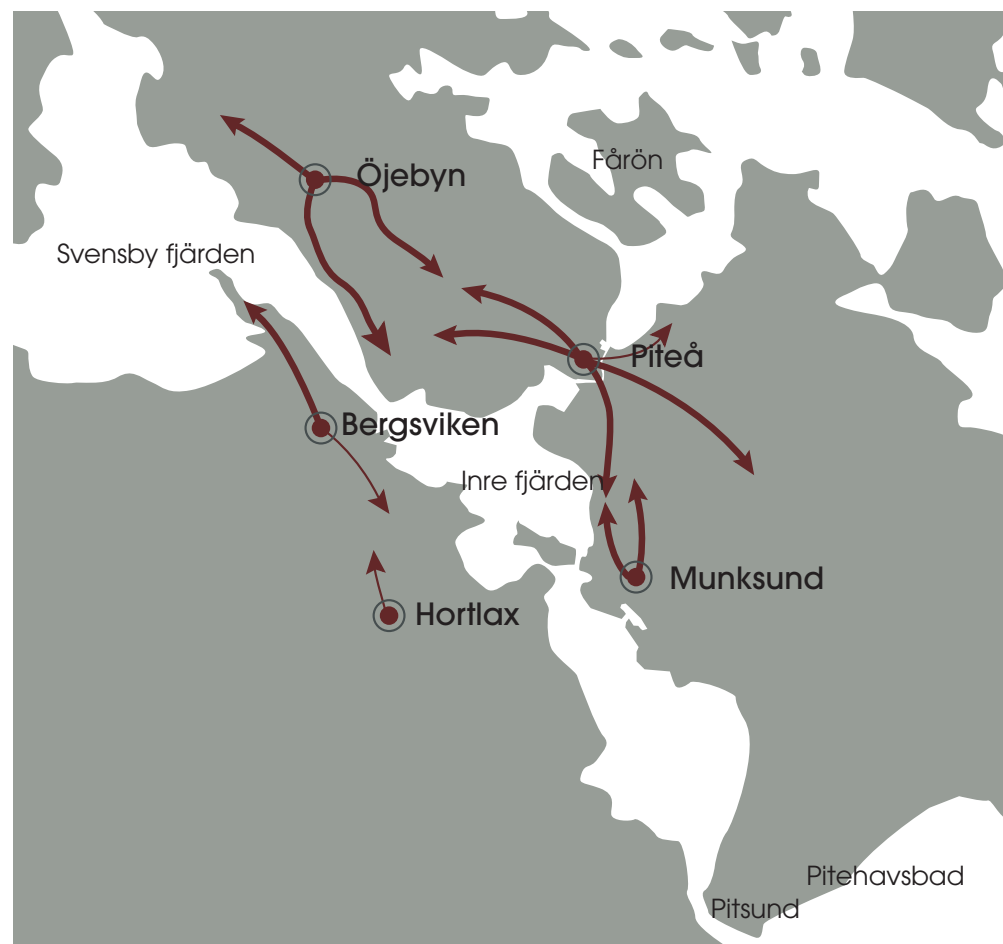 Fårön
Öjebyn
Svensby fjärden
Piteå
Bergsviken
Inre fjärden
Munksund
Hortlax
Pitehavsbad
Pitsund